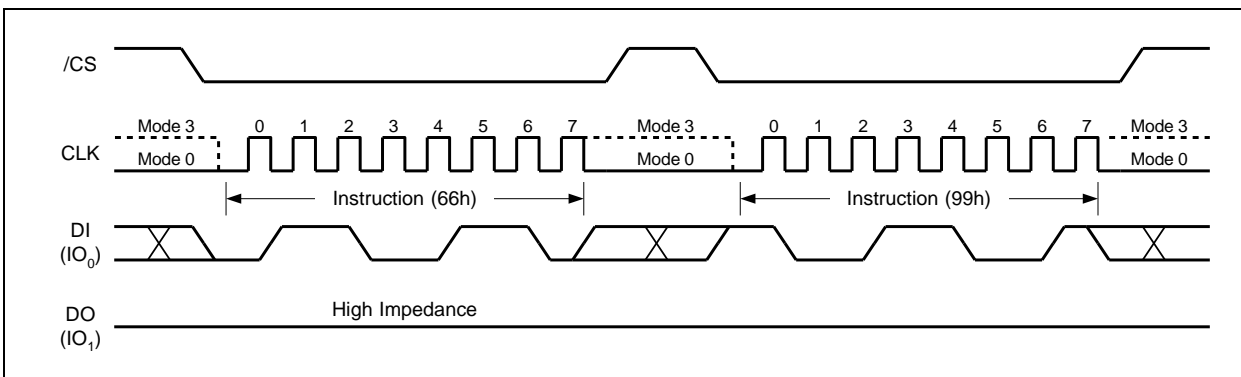 /CS
Mode 3 0 1 2 3 4 5 6 7 Mode 3 0 1 2 3 4 5 6 7 Mode 3
CLK
Mode 0 Mode 0 Mode 0
Instruction (66h) Instruction (99h)
DI
(IO₀)
High Impedance
DO
(IO₁)